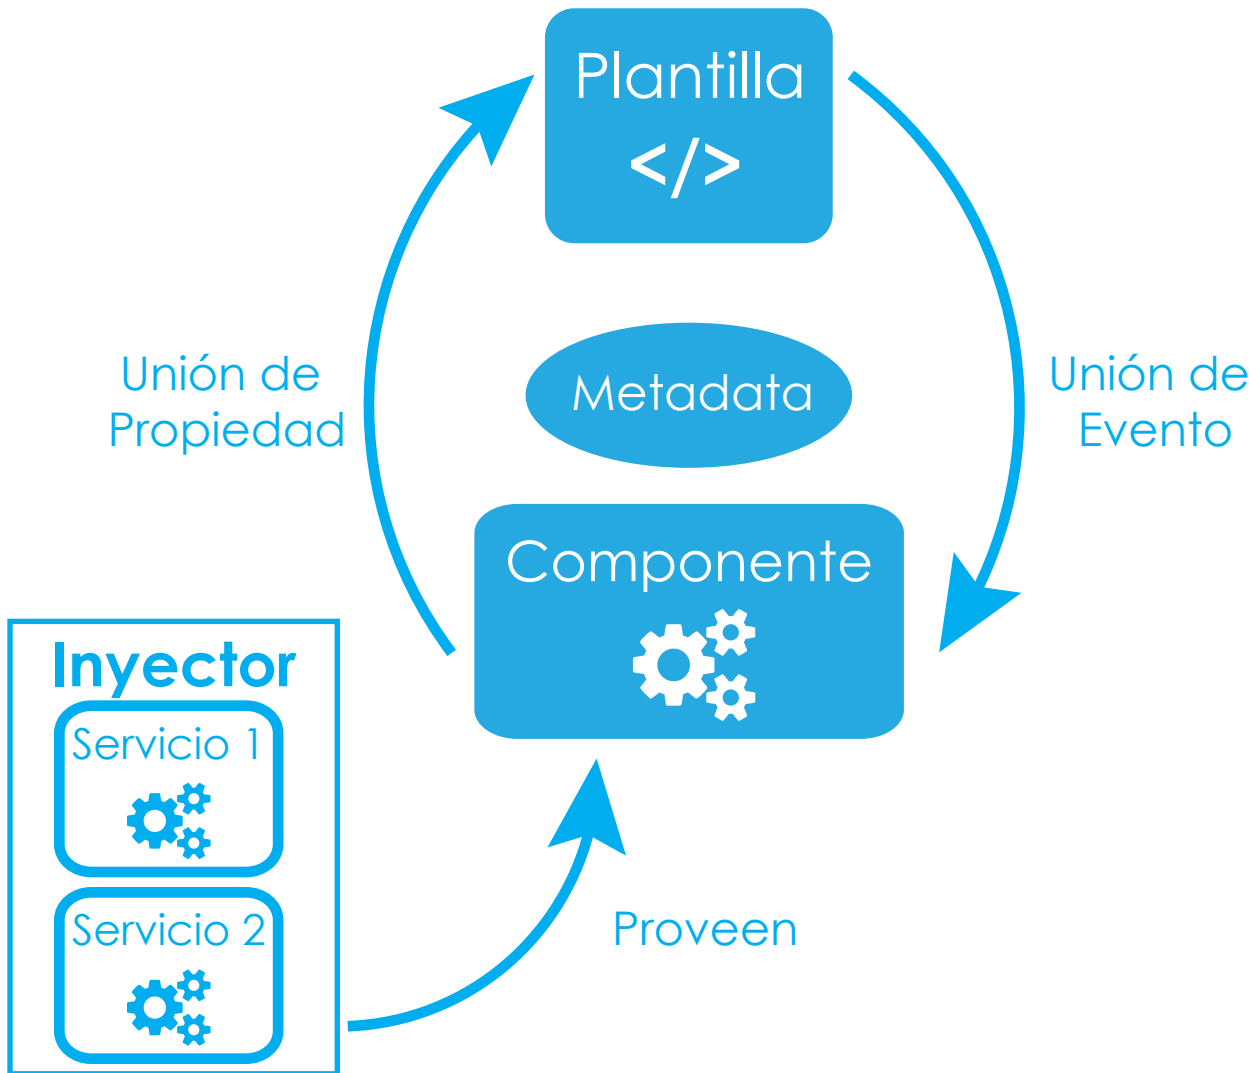 Plantilla
</>
Unión de
Propiedad
Metadata
Unión de
Evento
Componente
Inyector
Servicio 1
Servicio 2
Proveen